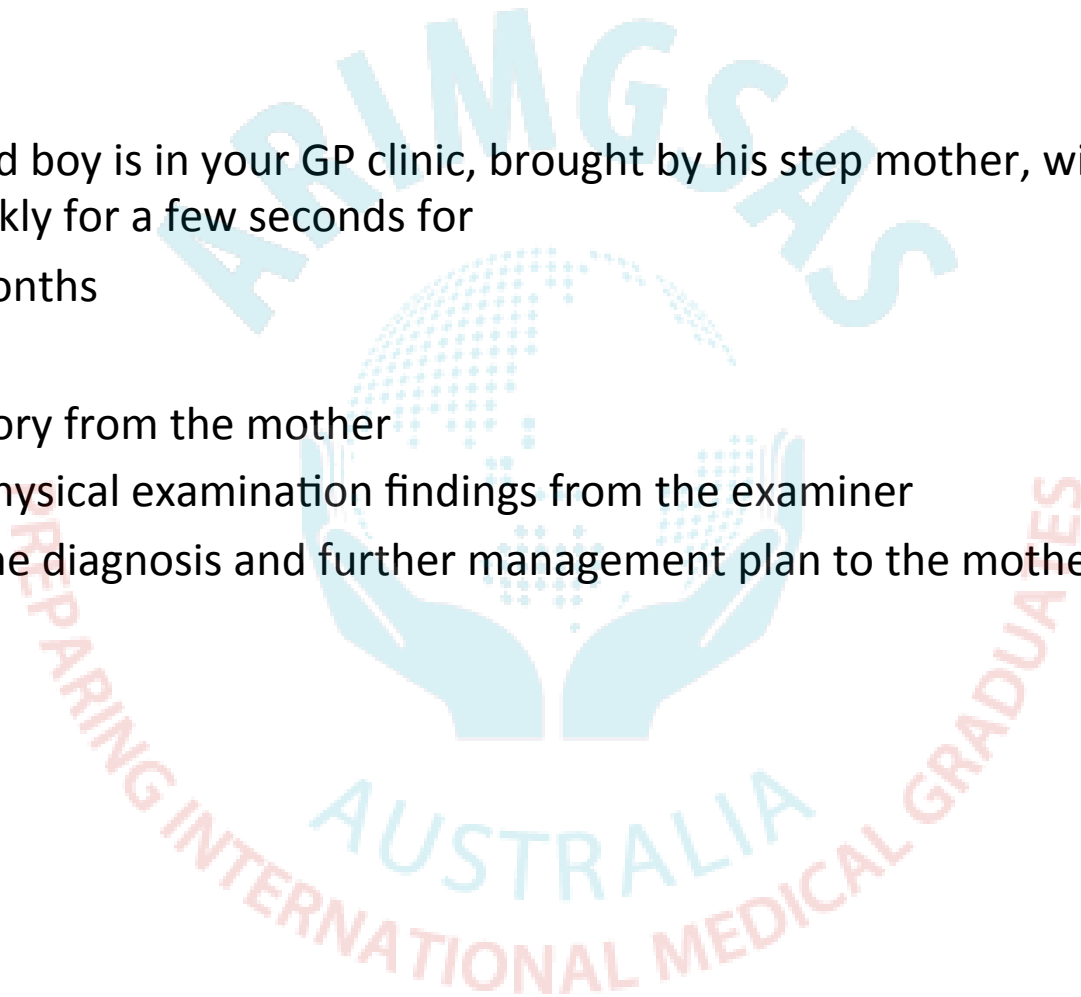 ARIMGSAS
d boy is in your GP clinic, brought by his step mother, wi
kly for a few seconds for
onths
ory from the mother
hysical examination findings from the examiner
ne diagnosis and further management plan to the mothe
AUSTRALIA
PREPARING INTERNATIONAL MEDICAL GRADUATES